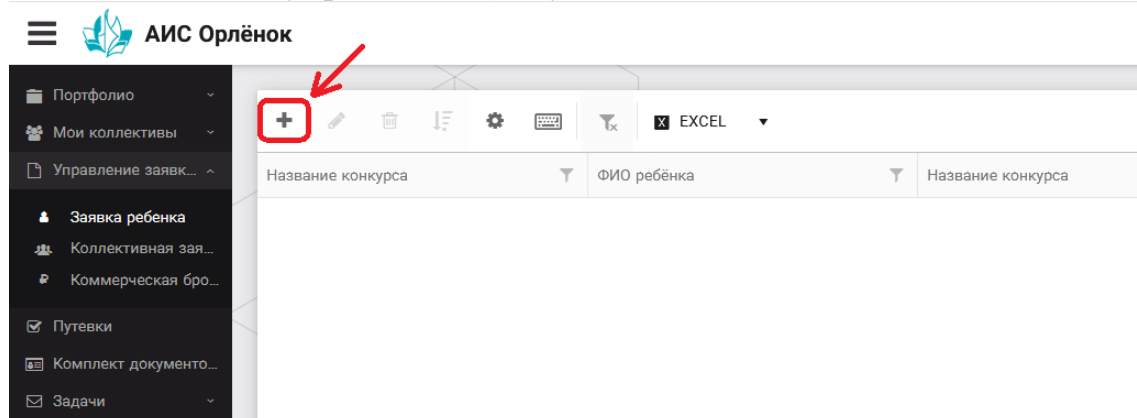 АИС Орлёнок
Портфолио
Мои коллективы
Управление заявк...
Заявка ребенка
Коллективная зая...
Коммерческая бро...
Путевки
Комплект документо...
Задачи
EXCEL
Название конкурса ФИО ребёнка Название конкурса